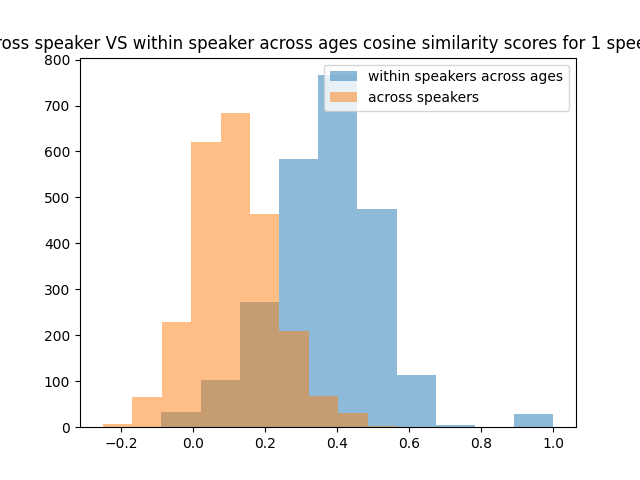 ross speaker VS within speaker across ages cosine similarity scores for 1 spee
800
700
600
500
400
300
200
100
0
within speakers across ages
across speakers
−0.2 0.0 0.2 0.4 0.6 0.8 1.0